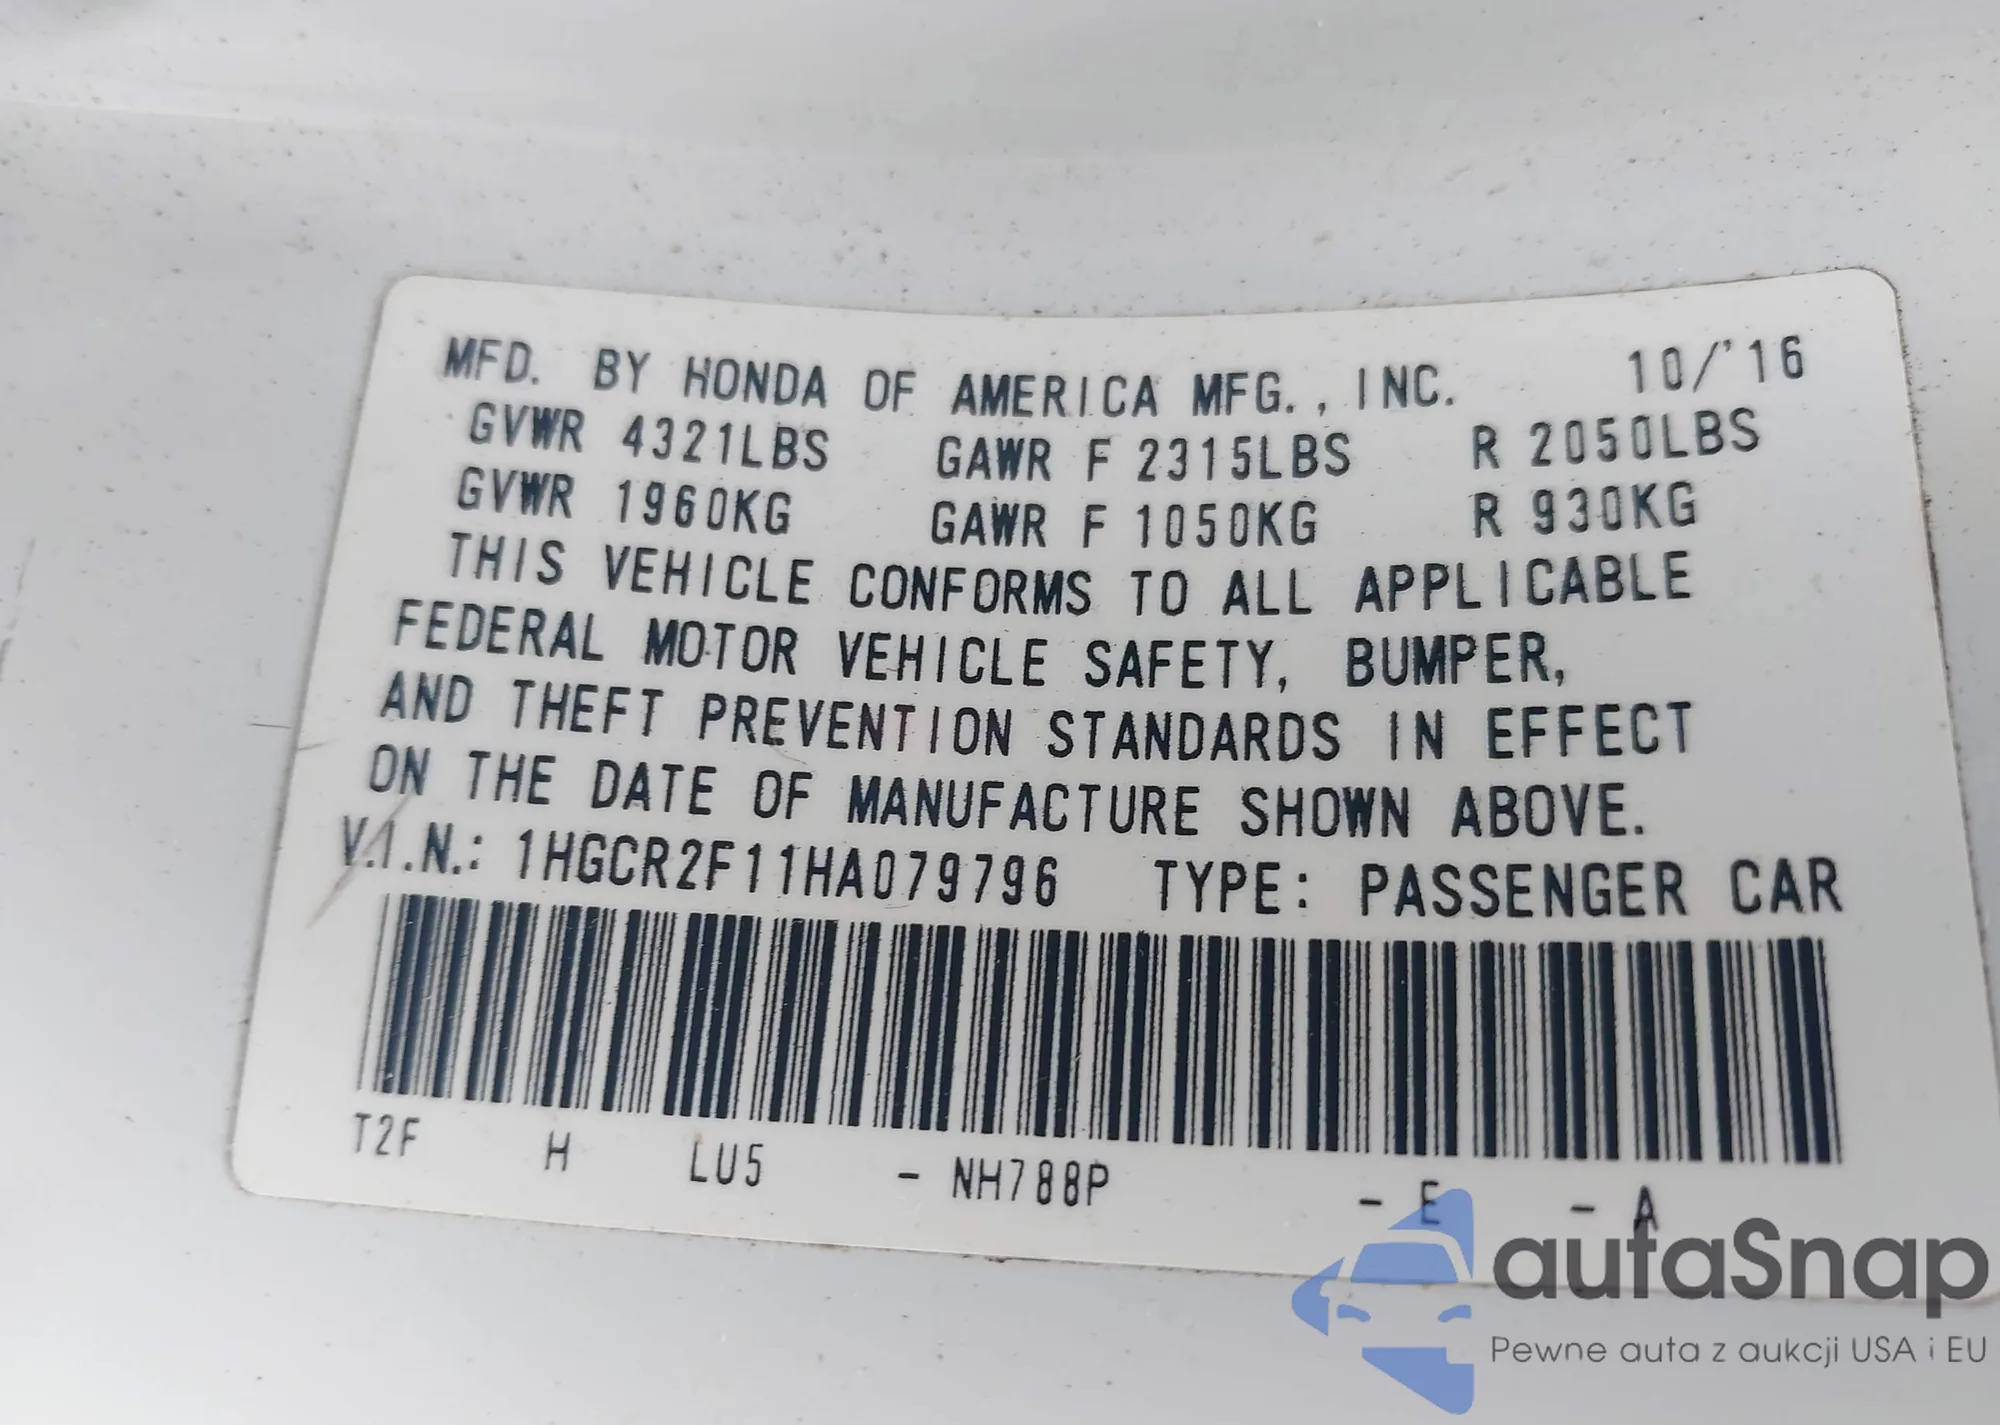 MFD. BY HONDA OF AMERICA MFG., INC. 10/'16
GVWR 4321LBS GAWR F 2315LBS R 2050LBS
GVWR 1960KG GAWR F 1050KG R 930KG
THIS VEHICLE CONFORMS TO ALL APPLICABLE
FEDERAL MOTOR VEHICLE SAFETY, BUMPER,
AND THEFT PREVENTION STANDARDS IN EFFECT
ON THE DATE OF MANUFACTURE SHOWN ABOVE.
V.I.N.: 1HGCR2F11HA079796 TYPE: PASSENGER CAR
T2F H LU5 - NH788P - E - A
autaSnap
Pewne auta z aukcji USA i EU